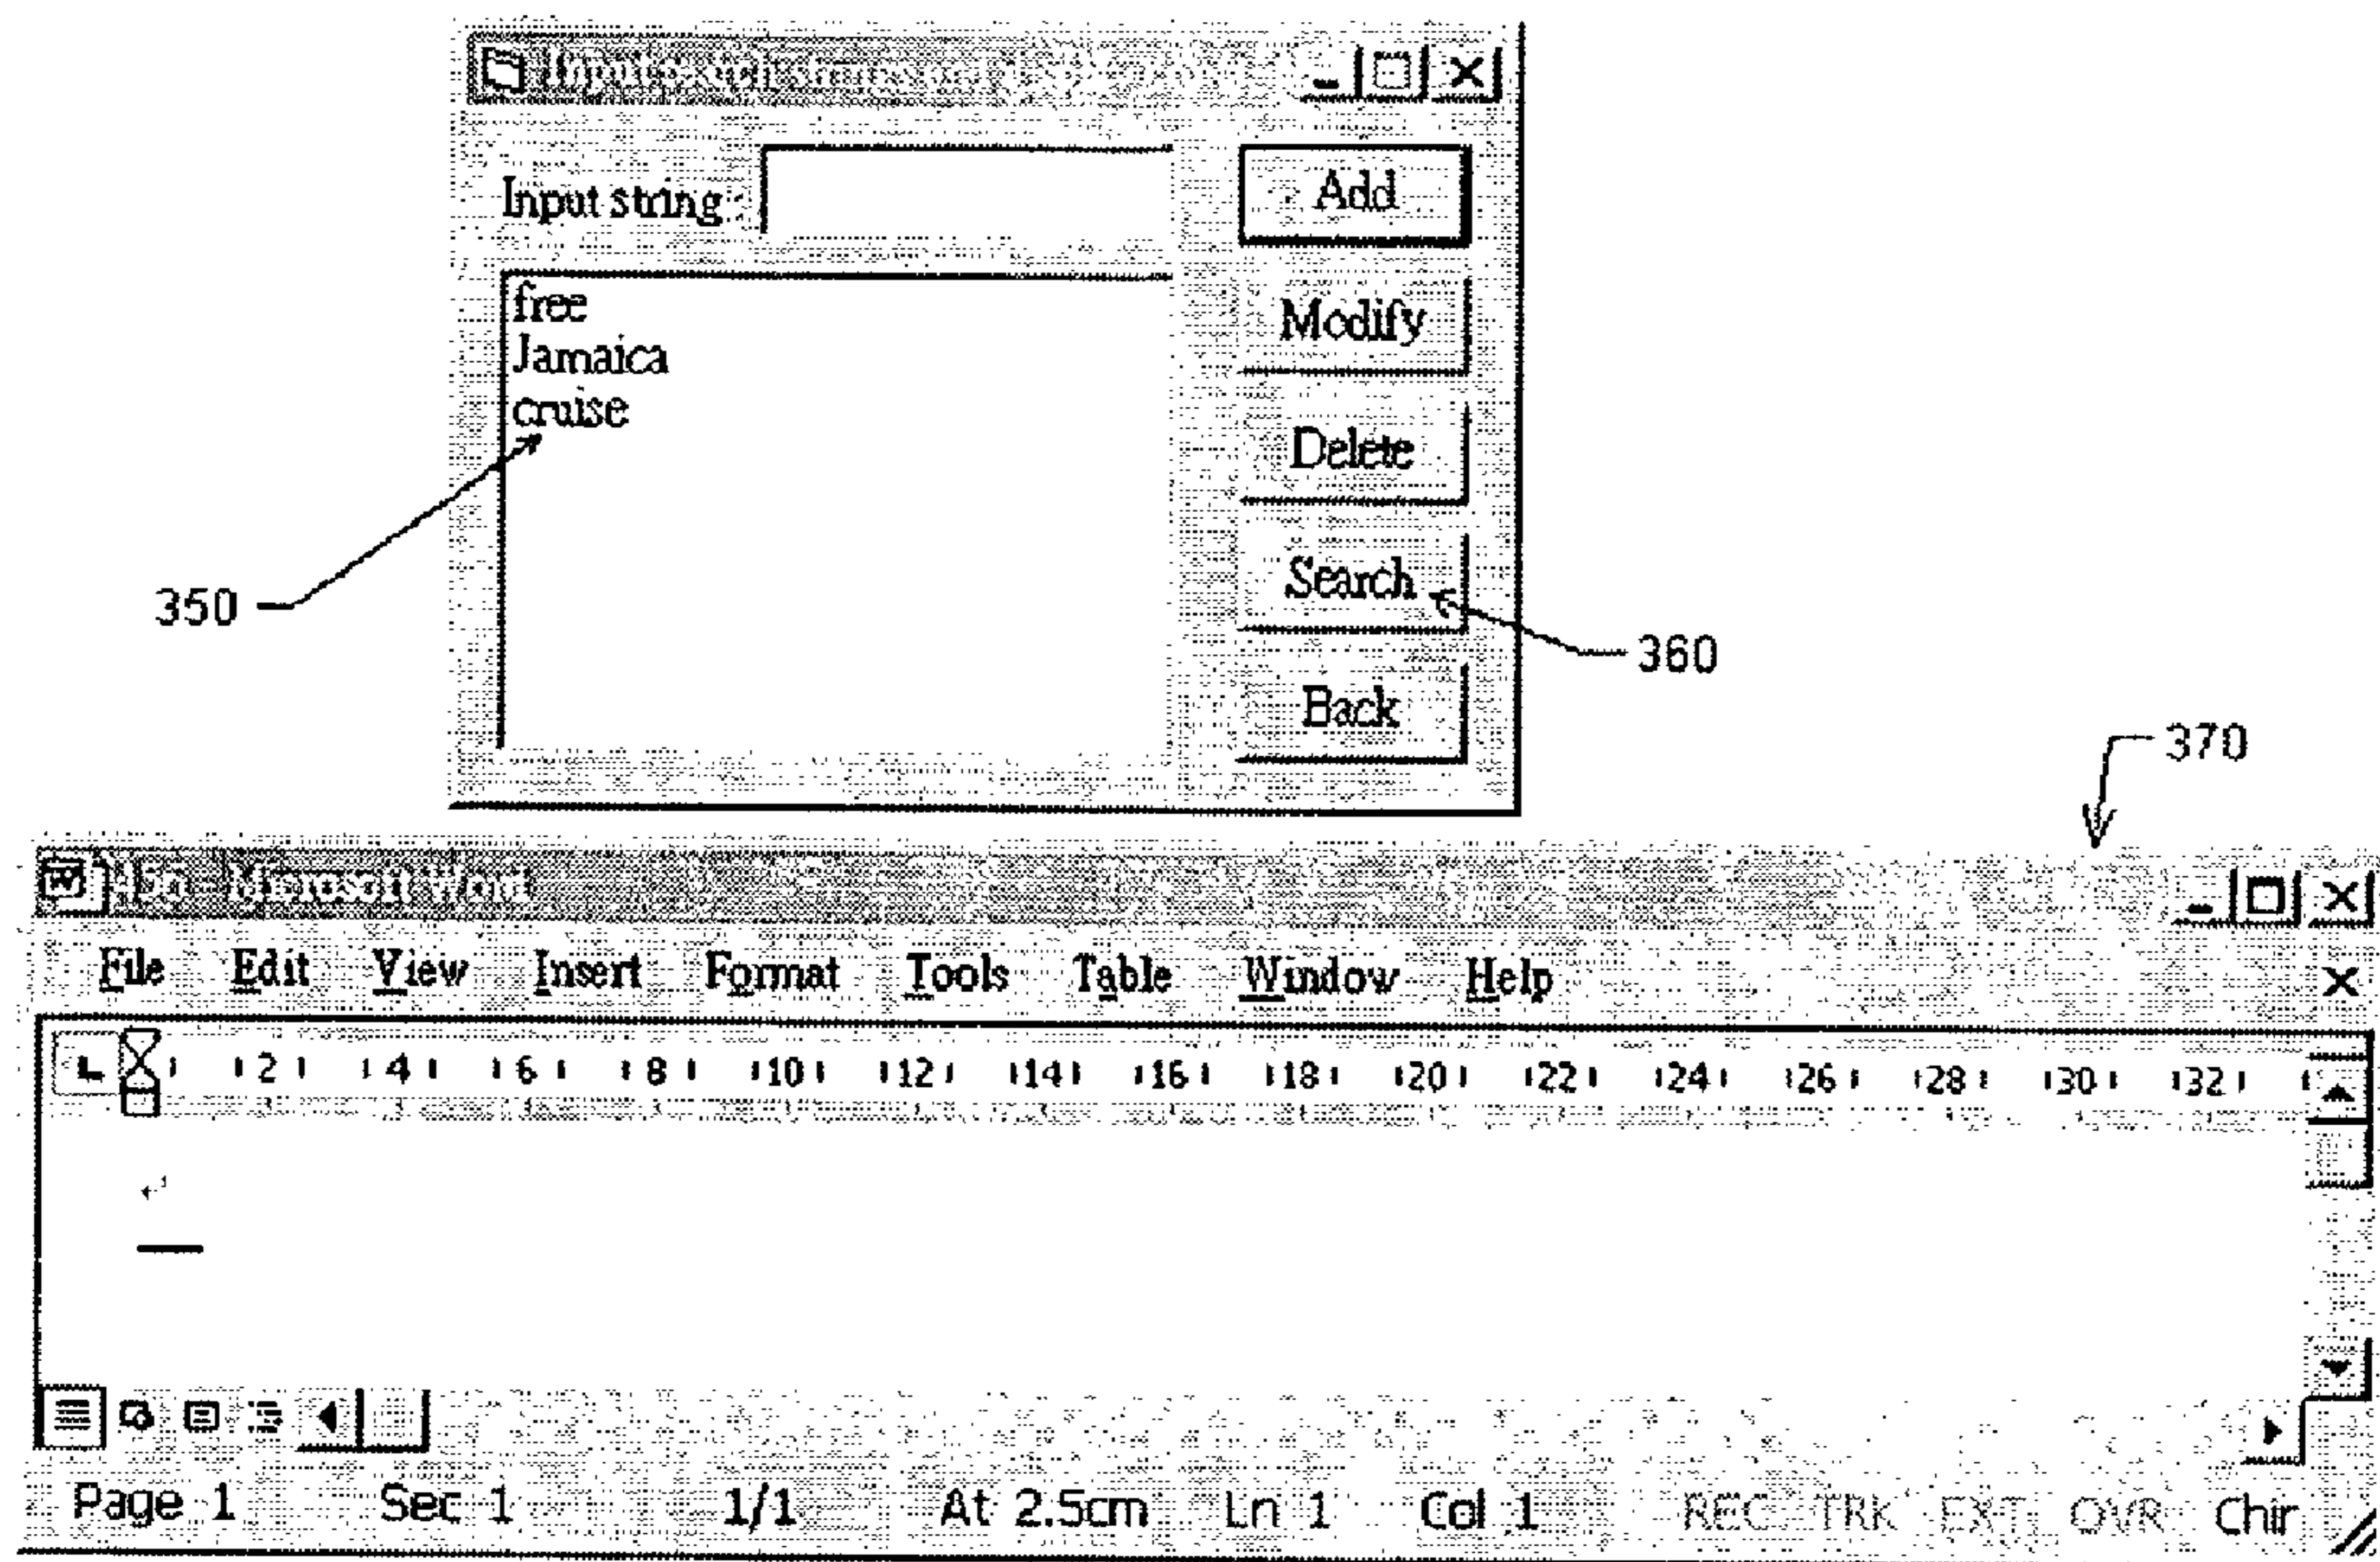 Input string :
Add
free
Jamaica
cruise
Modify
Delete
Search
Back
350
360
370
Microsoft Word
File Edit View Insert Format Tools Table Window Help
2 4 6 8 10 12 14 16 18 20 22 24 26 28 30 32
Page 1 Sec 1 1/1 At 2.5cm Ln 1 Col 1 REC TRK EXT OVR Chir